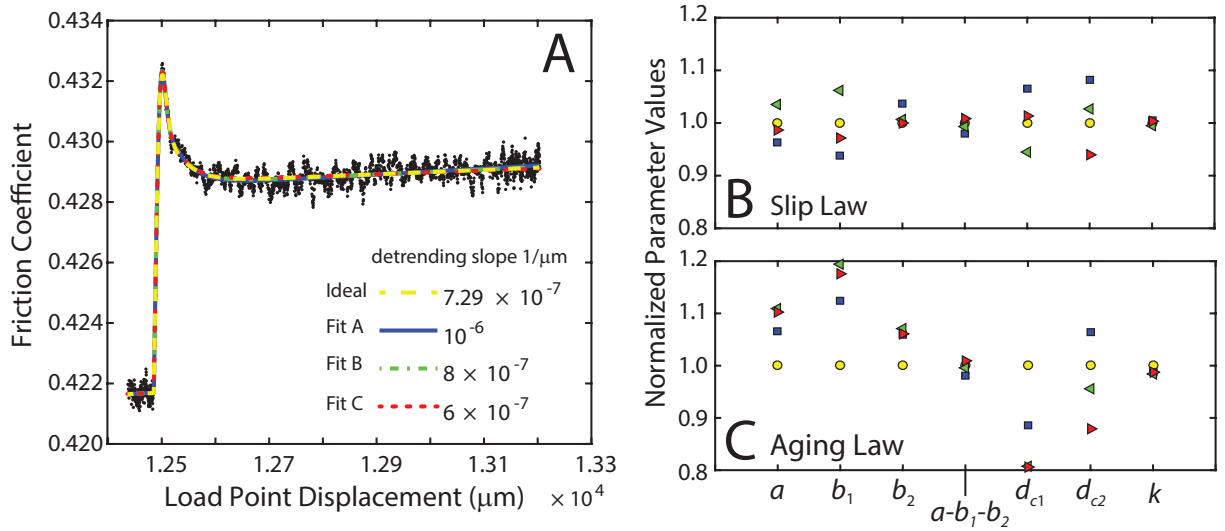 A
0.434
0.432
0.430
0.428
0.426
0.424
0.422
0.420
Friction Coefficient
detrending slope 1/μm
Ideal 7.29 × 10⁻⁷
Fit A 10⁻⁶
Fit B 8 × 10⁻⁷
Fit C 6 × 10⁻⁷
1.25 1.27 1.29 1.31 1.33
Load Point Displacement (μm) × 10⁴
Normalized Parameter Values
1.2
1.1
1.0
0.9
0.8
B Slip Law
1.2
1.1
1.0
0.9
0.8
C Aging Law
a b₁ b₂ a-b₁-b₂ d_c1 d_c2 k